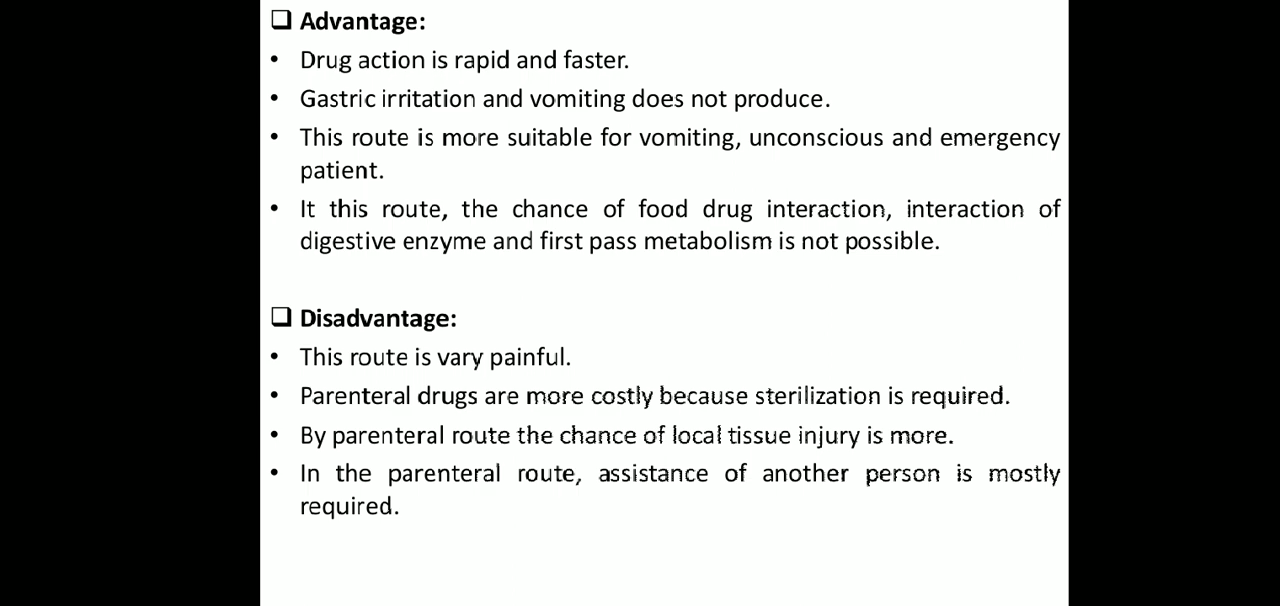 ❑ Advantage:
• Drug action is rapid and faster.
• Gastric irritation and vomiting does not produce.
• This route is more suitable for vomiting, unconscious and emergency
patient.
• It this route, the chance of food drug interaction, interaction of
digestive enzyme and first pass metabolism is not possible.
❑ Disadvantage:
• This route is vary painful.
• Parenteral drugs are more costly because sterilization is required.
• By parenteral route the chance of local tissue injury is more.
• In the parenteral route, assistance of another person is mostly
required.